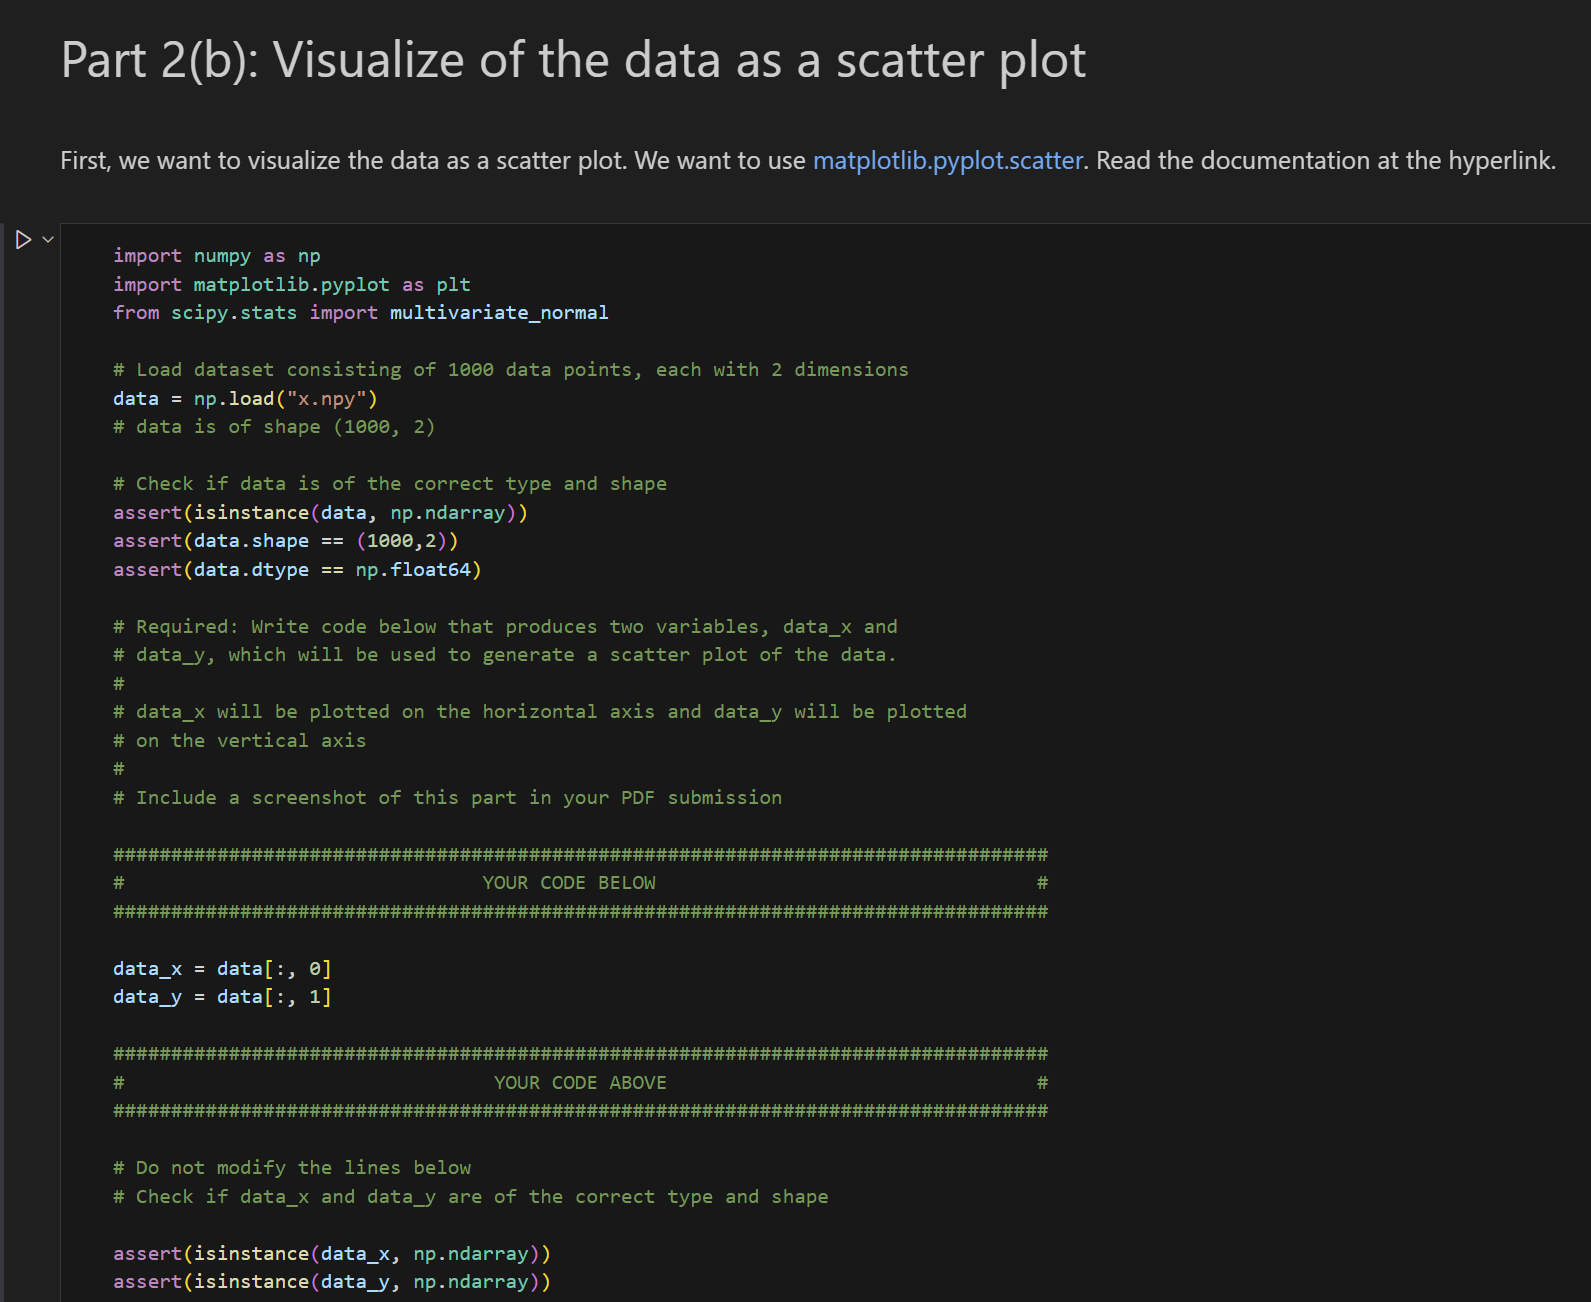 Part 2(b): Visualize of the data as a scatter plot
First, we want to visualize the data as a scatter plot. We want to use matplotlib.pyplot.scatter. Read the documentation at the hyperlink.
import numpy as np
import matplotlib.pyplot as plt
from scipy.stats import multivariate_normal
# Load dataset consisting of 1000 data points, each with 2 dimensions
data = np.load("x.npy")
# data is of shape (1000, 2)
# Check if data is of the correct type and shape
assert(isinstance(data, np.ndarray))
assert(data.shape == (1000,2))
assert(data.dtype == np.float64)
# Required: Write code below that produces two variables, data_x and
# data_y, which will be used to generate a scatter plot of the data.
#
# data_x will be plotted on the horizontal axis and data_y will be plotted
# on the vertical axis
#
# Include a screenshot of this part in your PDF submission
#################################################################################
#                               YOUR CODE BELOW                                 #
#################################################################################
data_x = data[:, 0]
data_y = data[:, 1]
#################################################################################
#                                YOUR CODE ABOVE                                #
#################################################################################
# Do not modify the lines below
# Check if data_x and data_y are of the correct type and shape
assert(isinstance(data_x, np.ndarray))
assert(isinstance(data_y, np.ndarray))